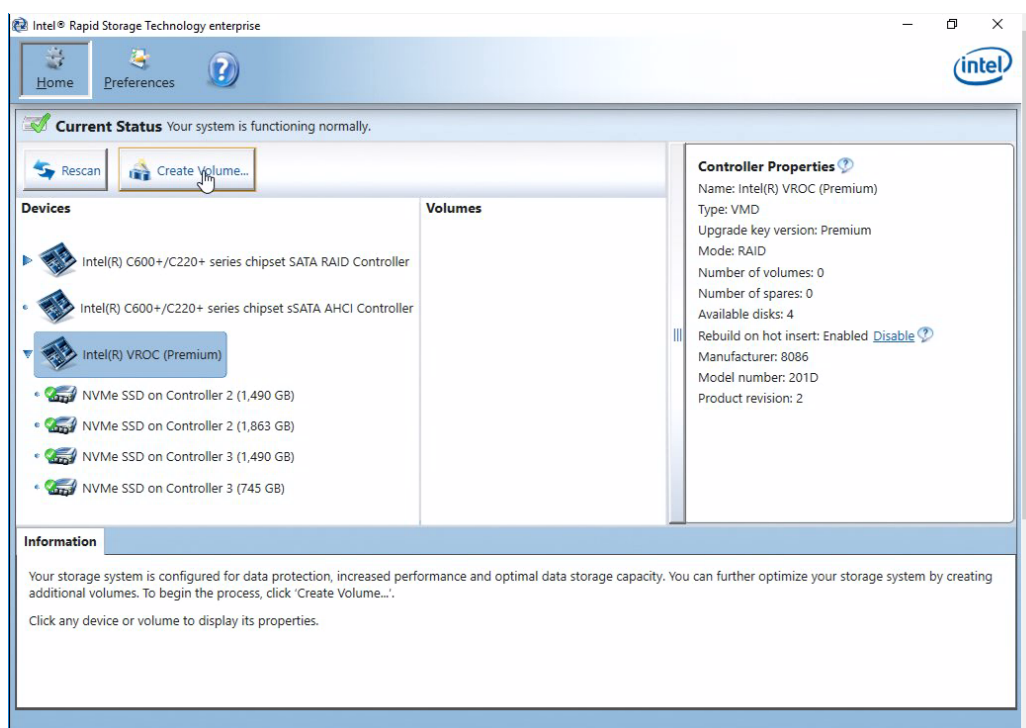 Intel® Rapid Storage Technology enterprise
Home
Preferences
intel
Current Status Your system is functioning normally.
Rescan
Create Volume...
Devices
Intel(R) C600+/C220+ series chipset SATA RAID Controller
Intel(R) C600+/C220+ series chipset sSATA AHCI Controller
Intel(R) VROC (Premium)
NVMe SSD on Controller 2 (1,490 GB)
NVMe SSD on Controller 2 (1,863 GB)
NVMe SSD on Controller 3 (1,490 GB)
NVMe SSD on Controller 3 (745 GB)
Volumes
Controller Properties
Name: Intel(R) VROC (Premium)
Type: VMD
Upgrade key version: Premium
Mode: RAID
Number of volumes: 0
Number of spares: 0
Available disks: 4
Rebuild on hot insert: Enabled Disable
Manufacturer: 8086
Model number: 201D
Product revision: 2
Information
Your storage system is configured for data protection, increased performance and optimal data storage capacity. You can further optimize your storage system by creating
additional volumes. To begin the process, click 'Create Volume...'.
Click any device or volume to display its properties.